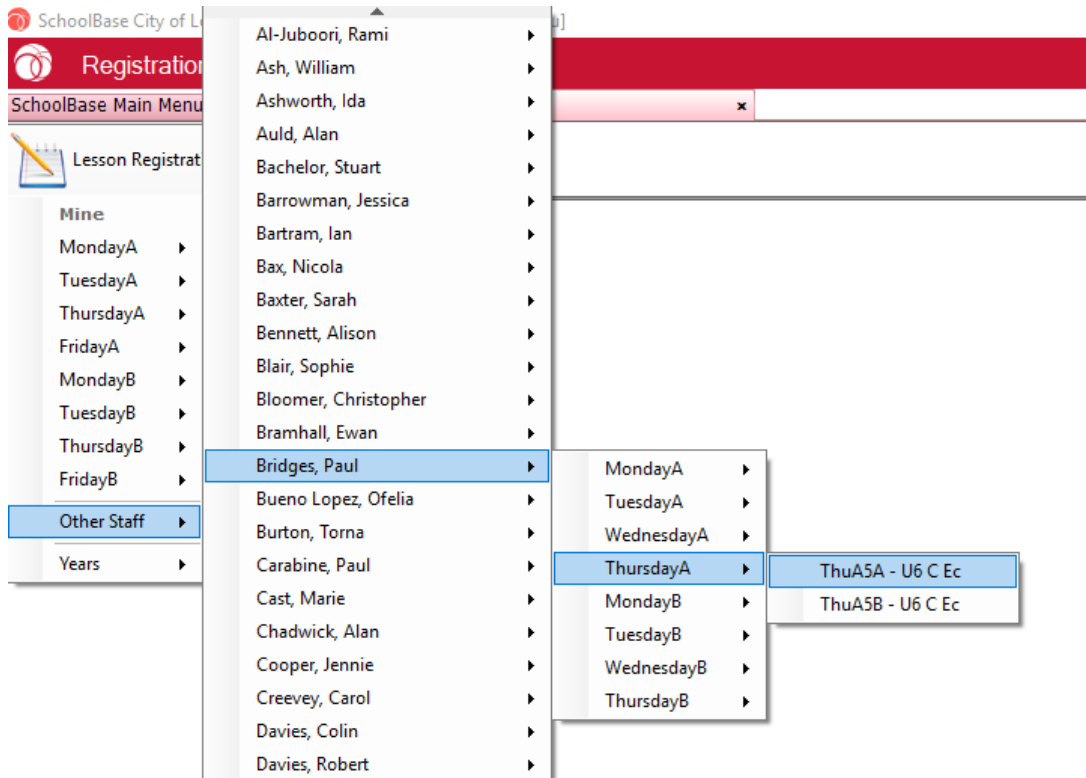 SchoolBase City of L
]
Registration
SchoolBase Main Menu
x
Lesson Registrat
Mine
MondayA
TuesdayA
ThursdayA
FridayA
MondayB
TuesdayB
ThursdayB
FridayB
Other Staff
Years
Al-Juboori, Rami
Ash, William
Ashworth, Ida
Auld, Alan
Bachelor, Stuart
Barrowman, Jessica
Bartram, Ian
Bax, Nicola
Baxter, Sarah
Bennett, Alison
Blair, Sophie
Bloomer, Christopher
Bramhall, Ewan
Bridges, Paul
Bueno Lopez, Ofelia
Burton, Torna
Carabine, Paul
Cast, Marie
Chadwick, Alan
Cooper, Jennie
Creevey, Carol
Davies, Colin
Davies, Robert
MondayA
TuesdayA
WednesdayA
ThursdayA
MondayB
TuesdayB
WednesdayB
ThursdayB
ThuA5A - U6 C Ec
ThuA5B - U6 C Ec